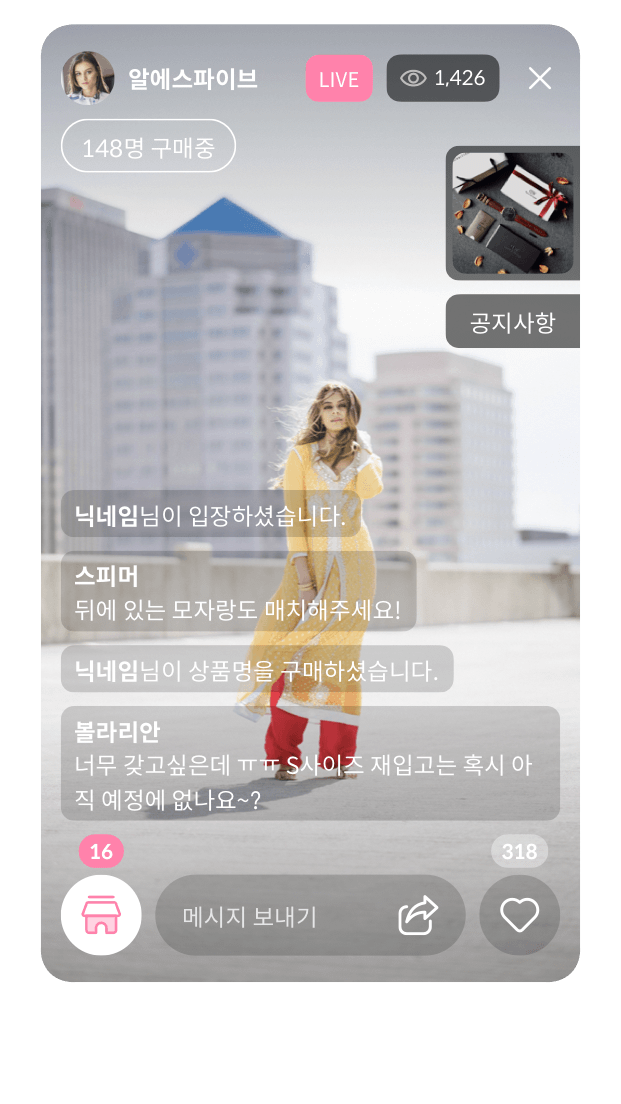 알에스파이브
LIVE
1,426
148명 구매중
공지사항
닉네임님이 입장하셨습니다.
스피머
뒤에 있는 모자랑도 매치해주세요!
닉네임님이 상품명을 구매하셨습니다.
볼라리안
너무 갖고싶은데 ㅠㅠ S사이즈 재입고는 혹시 아
직 예정에 없나요~?
16
318
메시지 보내기